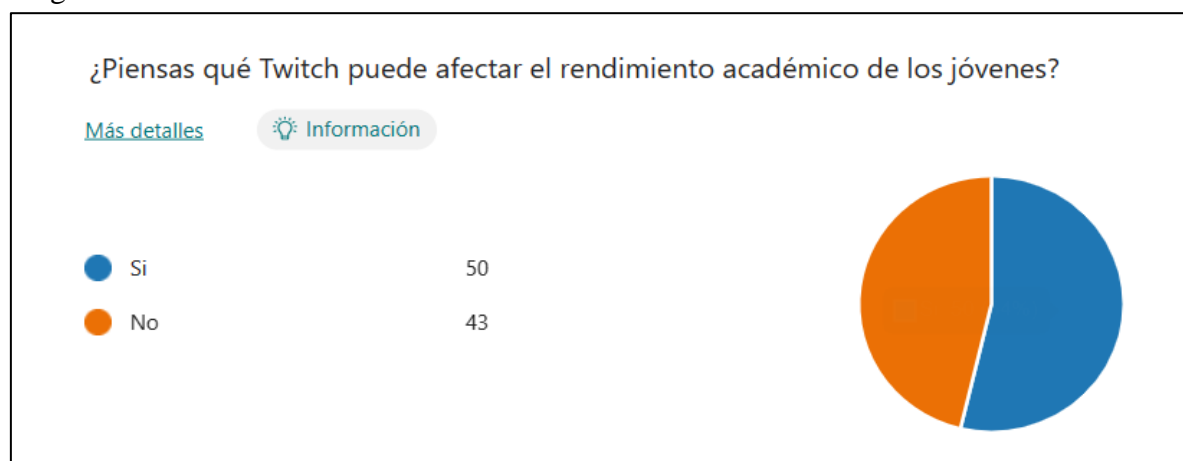 ¿Piensas qué Twitch puede afectar el rendimiento académico de los jóvenes?
Más detalles Información
Si 50
No 43